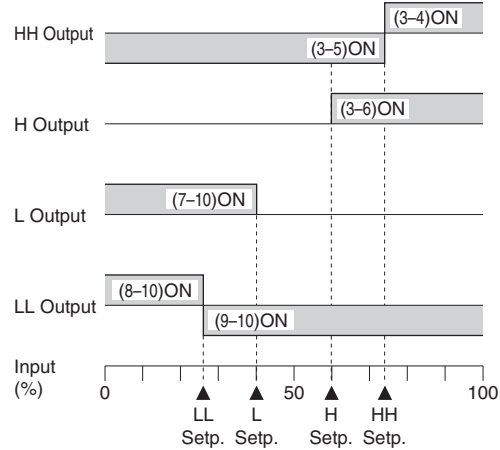 HH Output
(3–4)ON
(3–5)ON
H Output
(3–6)ON
L Output
(7–10)ON
LL Output
(8–10)ON
(9–10)ON
Input
(%)
0 50 100
LL L H HH
Setp. Setp. Setp. Setp.